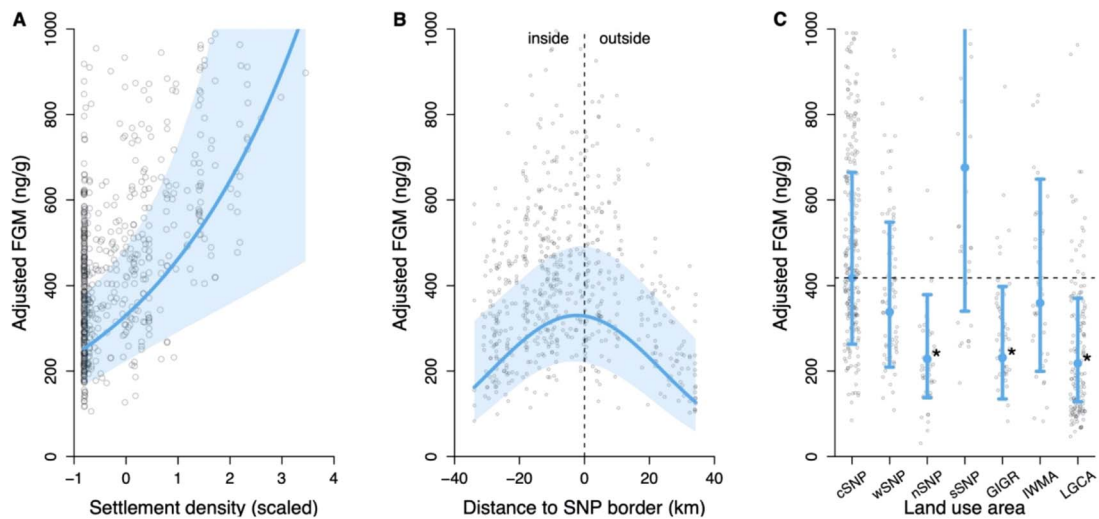 A
Adjusted FGM (ng/g)
0 200 400 600 800 1000
−1 0 1 2 3 4
Settlement density (scaled)
B
inside outside
Adjusted FGM (ng/g)
0 200 400 600 800 1000
−40 −20 0 20 40
Distance to SNP border (km)
C
Adjusted FGM (ng/g)
0 200 400 600 800 1000
* * *
cSNP wSNP nSNP sSNP GIGR IWMA LGCA
Land use area